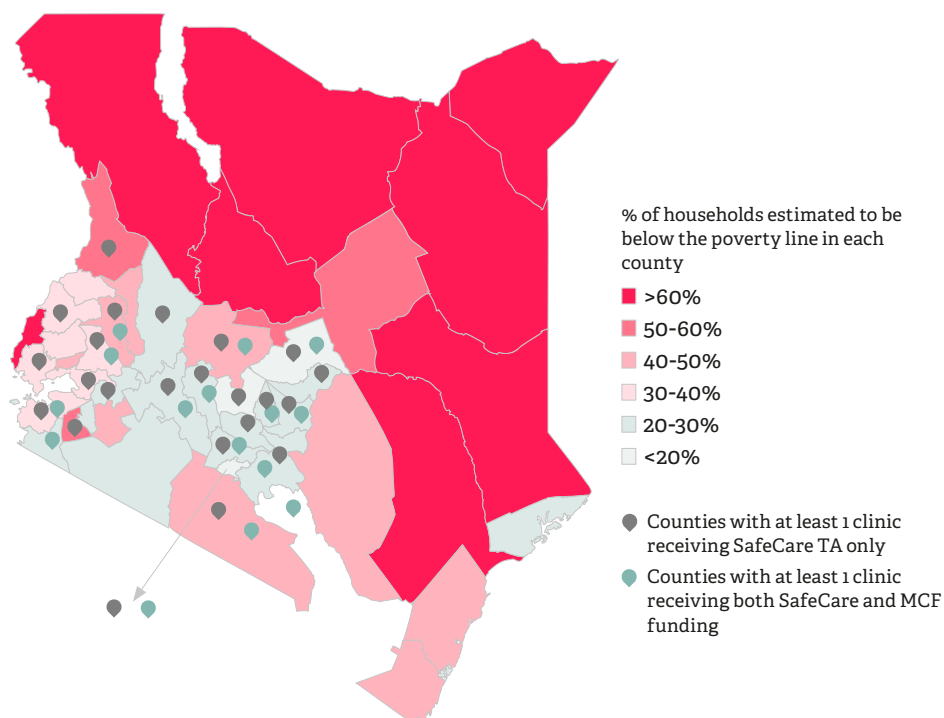 % of households estimated to be
below the poverty line in each
county
>60%
50-60%
40-50%
30-40%
20-30%
<20%
Counties with at least 1 clinic
receiving SafeCare TA only
Counties with at least 1 clinic
receiving both SafeCare and MCF
funding